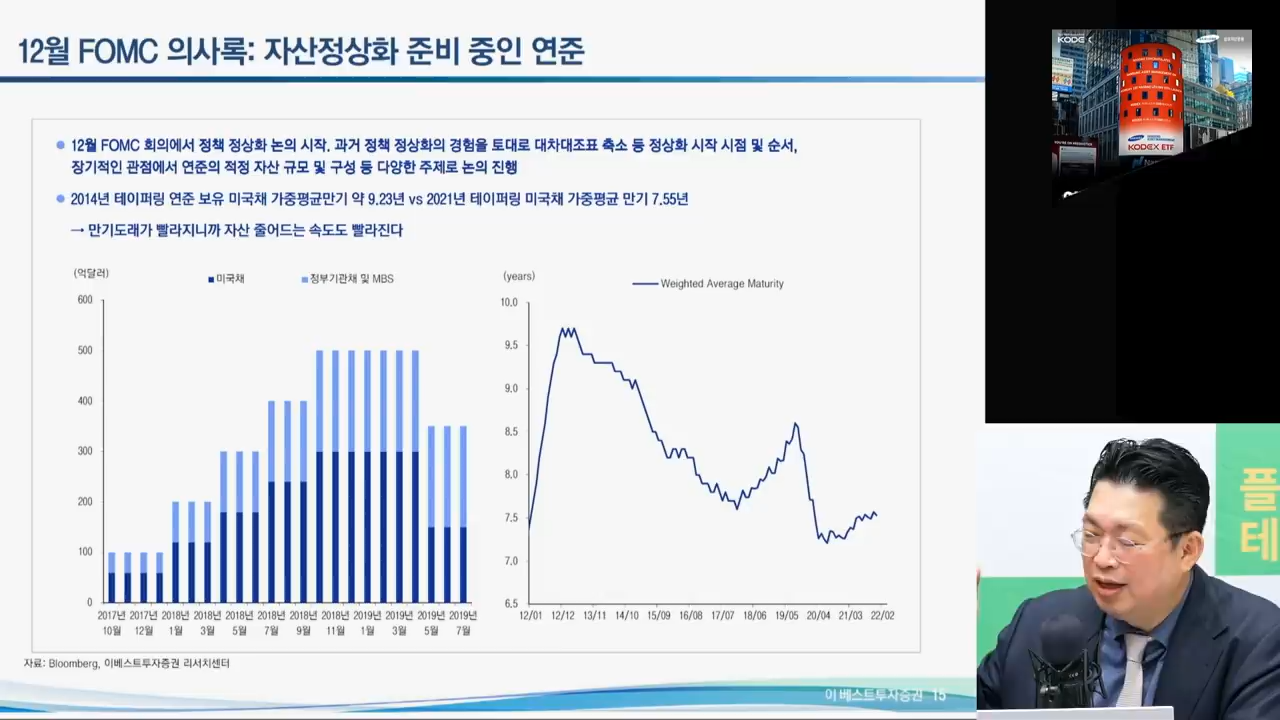 12월 FOMC 의사록: 자산정상화 준비 중인 연준
12월 FOMC 회의에서 정책 정상화 논의 시작. 과거 정책 정상화의 경험을 토대로 대차대조표 축소 등 정상화 시작 시점 및 순서,
장기적인 관점에서 연준의 적정 자산 규모 및 구성 등 다양한 주제로 논의 진행
2014년 테이퍼링 연준 보유 미국채 가중평균만기 약 9.23년 vs 2021년 테이퍼링 미국채 가중평균 만기 7.55년
→ 만기도래가 빨라지니까 자산 줄어드는 속도도 빨라진다
(억달러)
미국채
정부기관채 및 MBS
600
500
400
300
200
100
0
2017년 2017년 2018년 2018년 2018년 2018년 2018년 2018년 2019년 2019년 2019년 2019년
10월 12월 1월 3월 5월 7월 9월 11월 1월 3월 5월 7월
(years)
Weighted Average Maturity
10.0
9.5
9.0
8.5
8.0
7.5
7.0
6.5
12/01 12/12 13/11 14/10 15/09 16/08 17/07 18/06 19/05 20/04 21/03 22/02
자료: Bloomberg, 이베스트투자증권 리서치센터
이베스트투자증권 15
KODEX
KODEX ETF
플
테